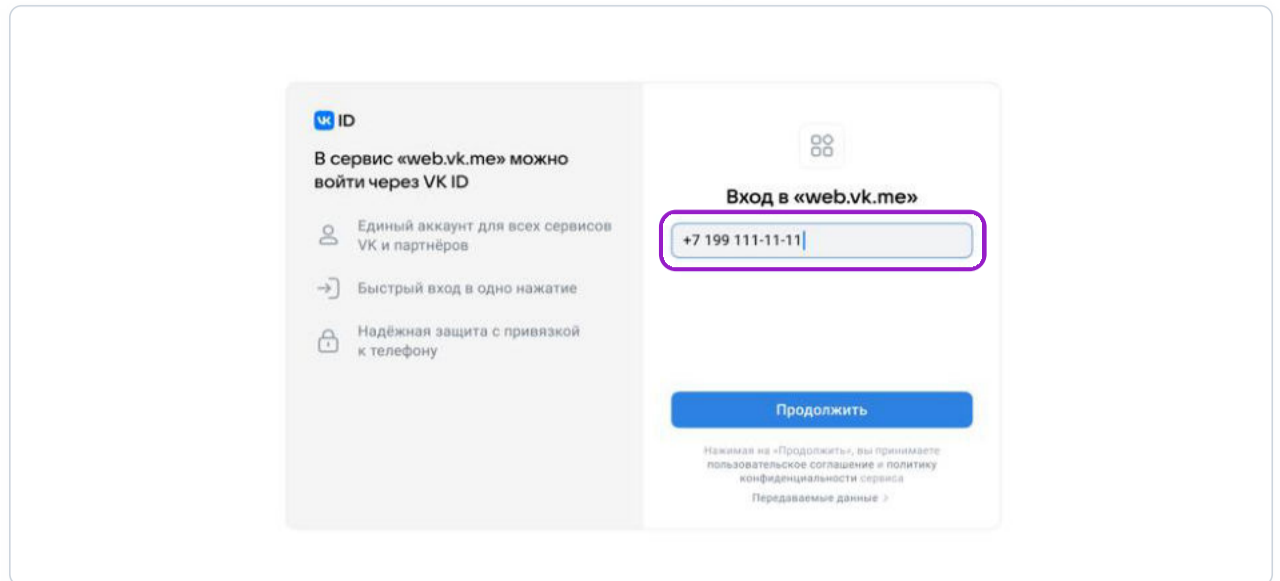 VK ID
В сервис «web.vk.me» можно
войти через VK ID
Единый аккаунт для всех сервисов
VK и партнёров
Быстрый вход в одно нажатие
Надёжная защита с привязкой
к телефону
Вход в «web.vk.me»
+7 199 111-11-11
Продолжить
Нажимая на «Продолжить», вы принимаете
пользовательское соглашение и политику
конфиденциальности сервиса
Передаваемые данные >